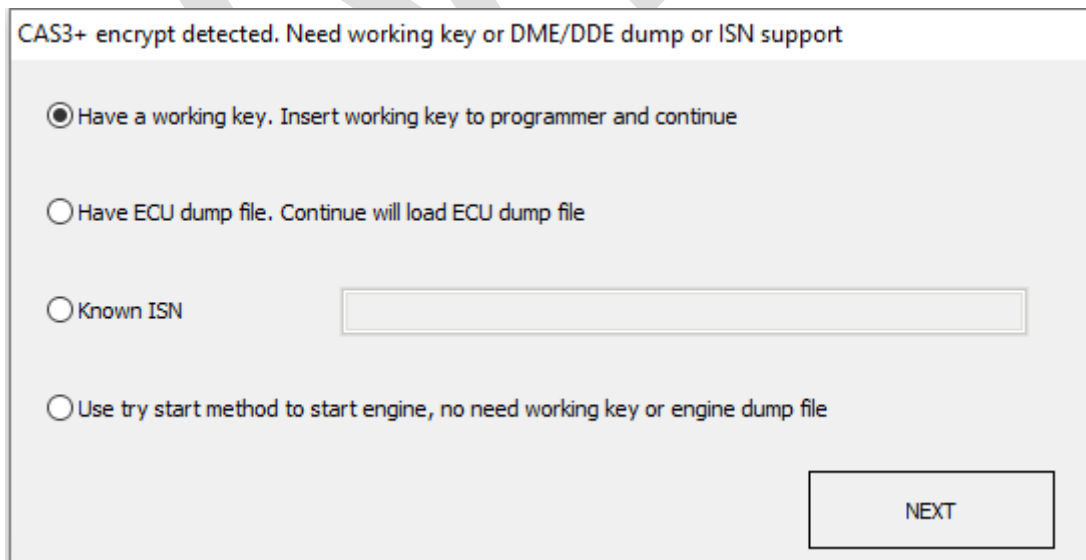 CAS3+ encrypt detected. Need working key or DME/DDE dump or ISN support
Have a working key. Insert working key to programmer and continue
Have ECU dump file. Continue will load ECU dump file
Known ISN
Use try start method to start engine, no need working key or engine dump file
NEXT